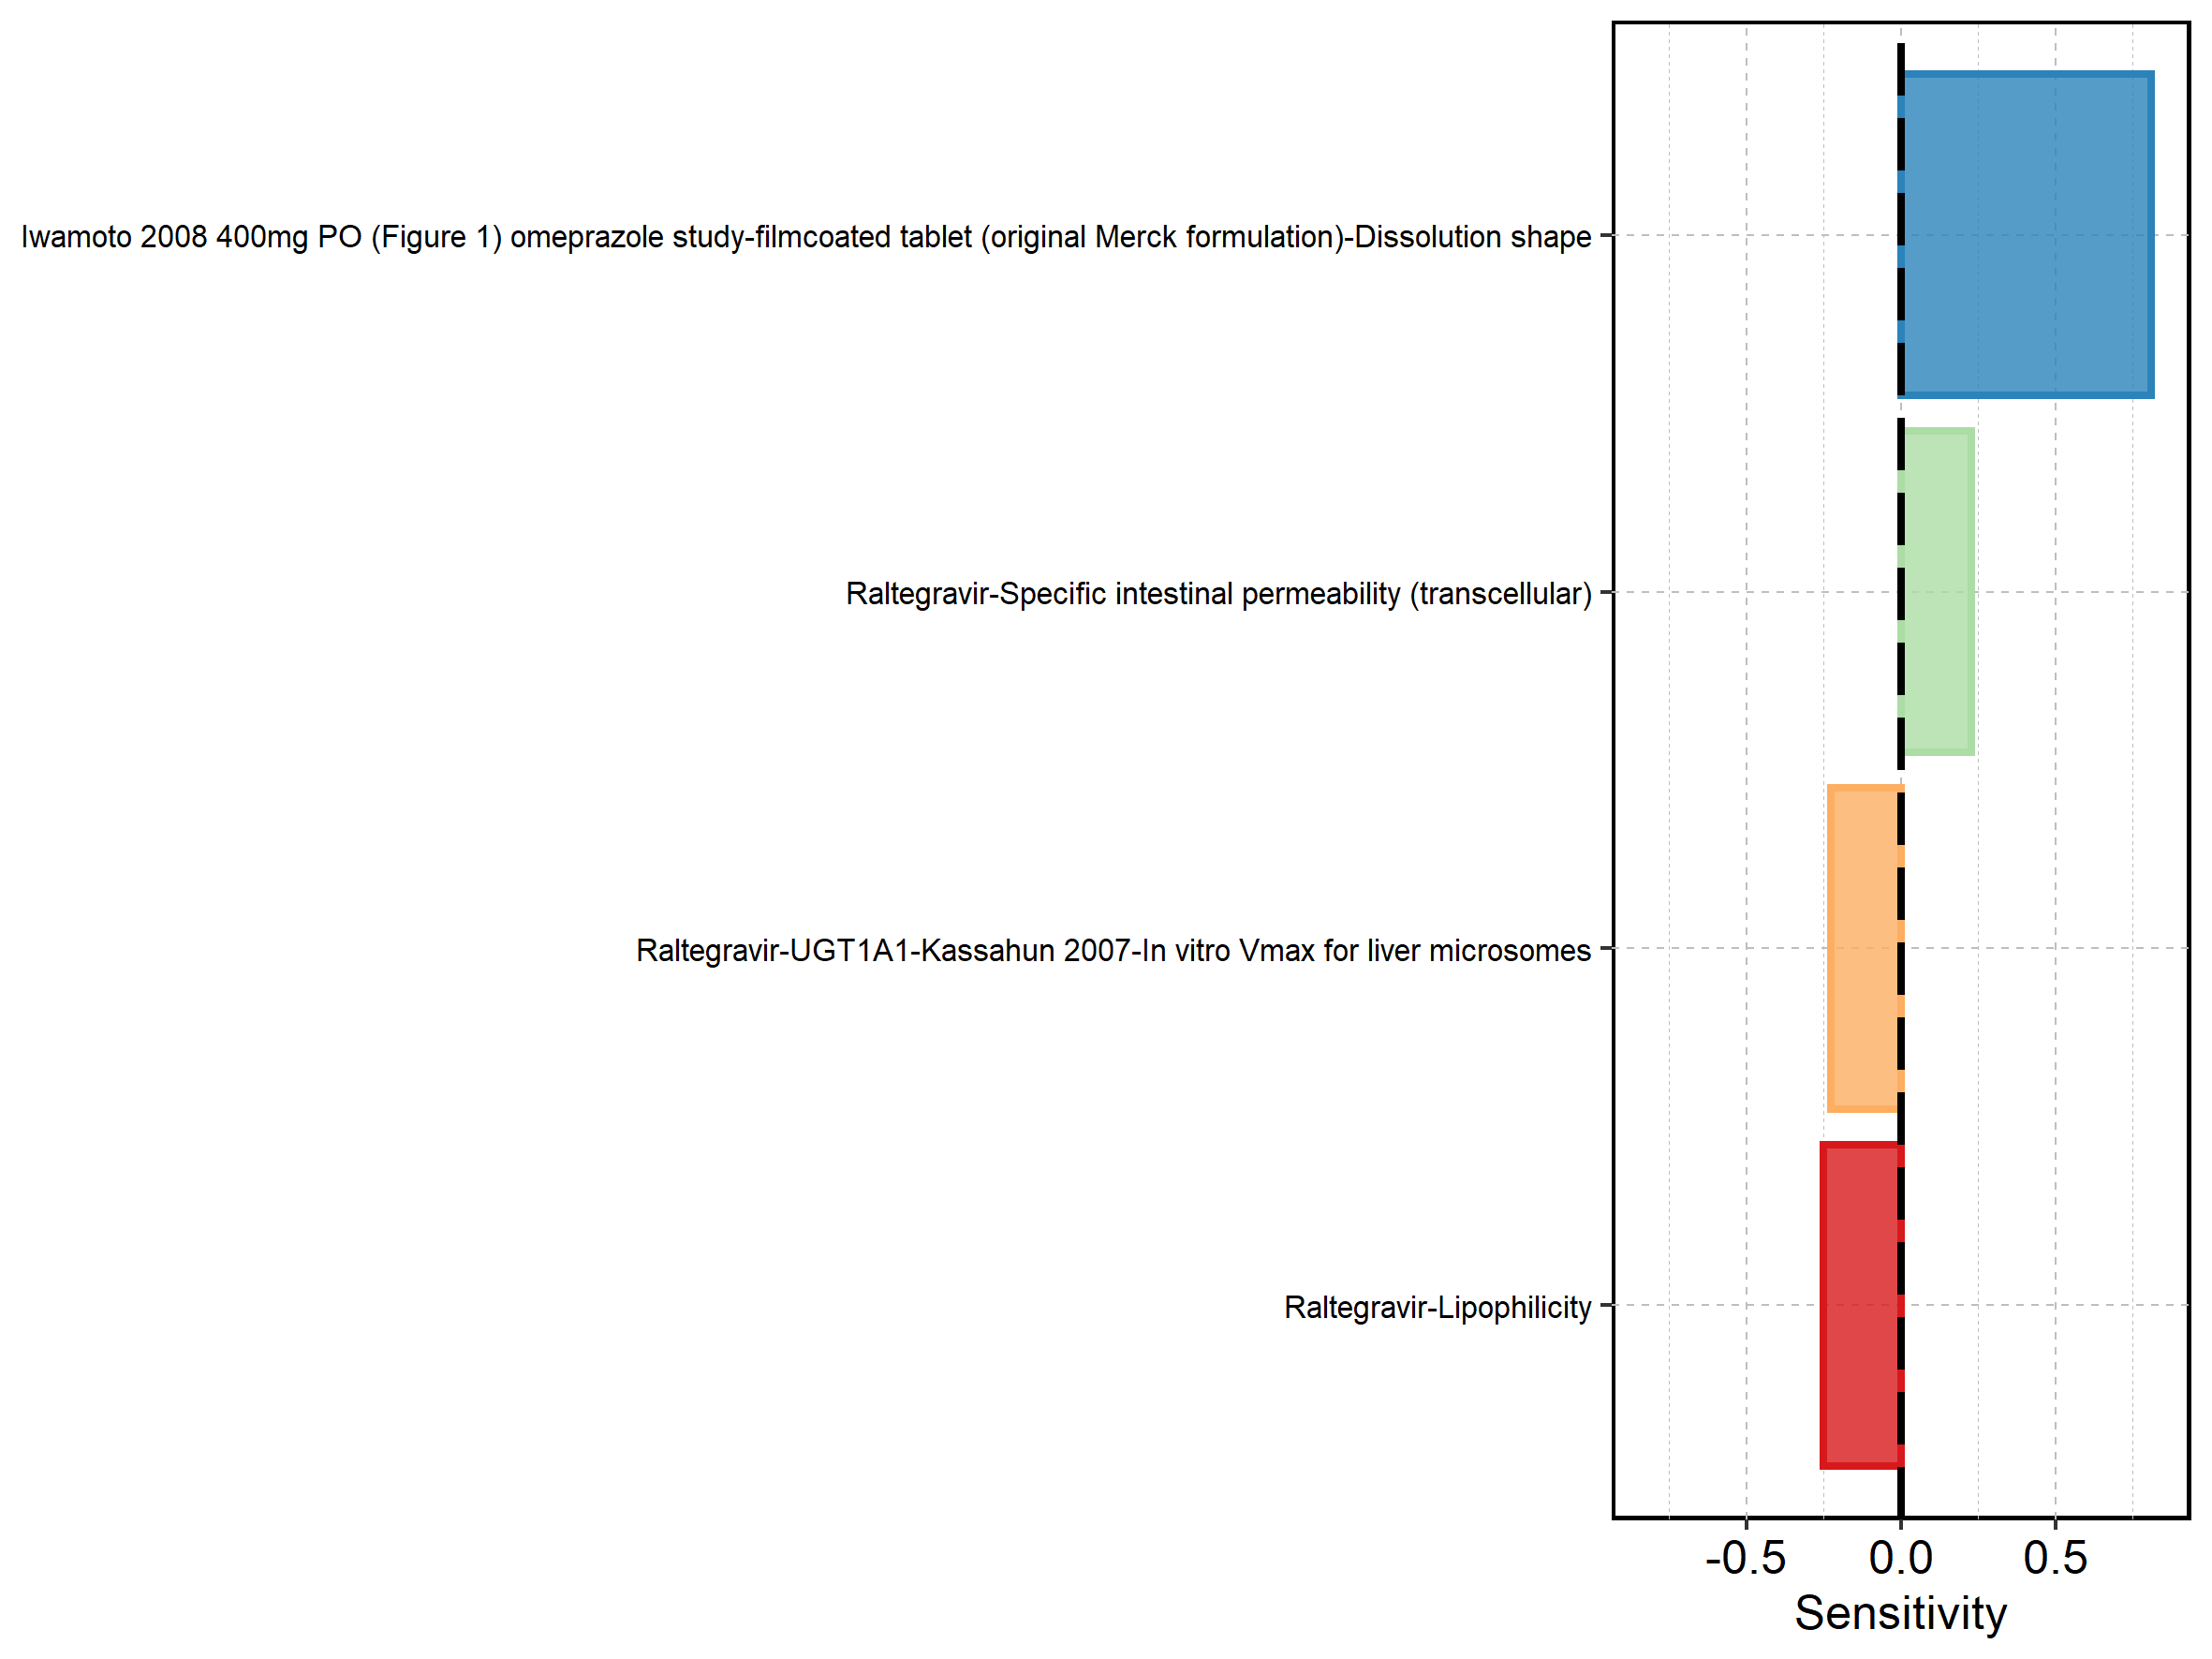 Iwamoto 2008 400mg PO (Figure 1) omeprazole study-filmcoated tablet (original Merck formulation)-Dissolution shape
Raltegravir-Specific intestinal permeability (transcellular)
Raltegravir-UGT1A1-Kassahun 2007-In vitro Vmax for liver microsomes
Raltegravir-Lipophilicity
-0.5 0.0 0.5
Sensitivity